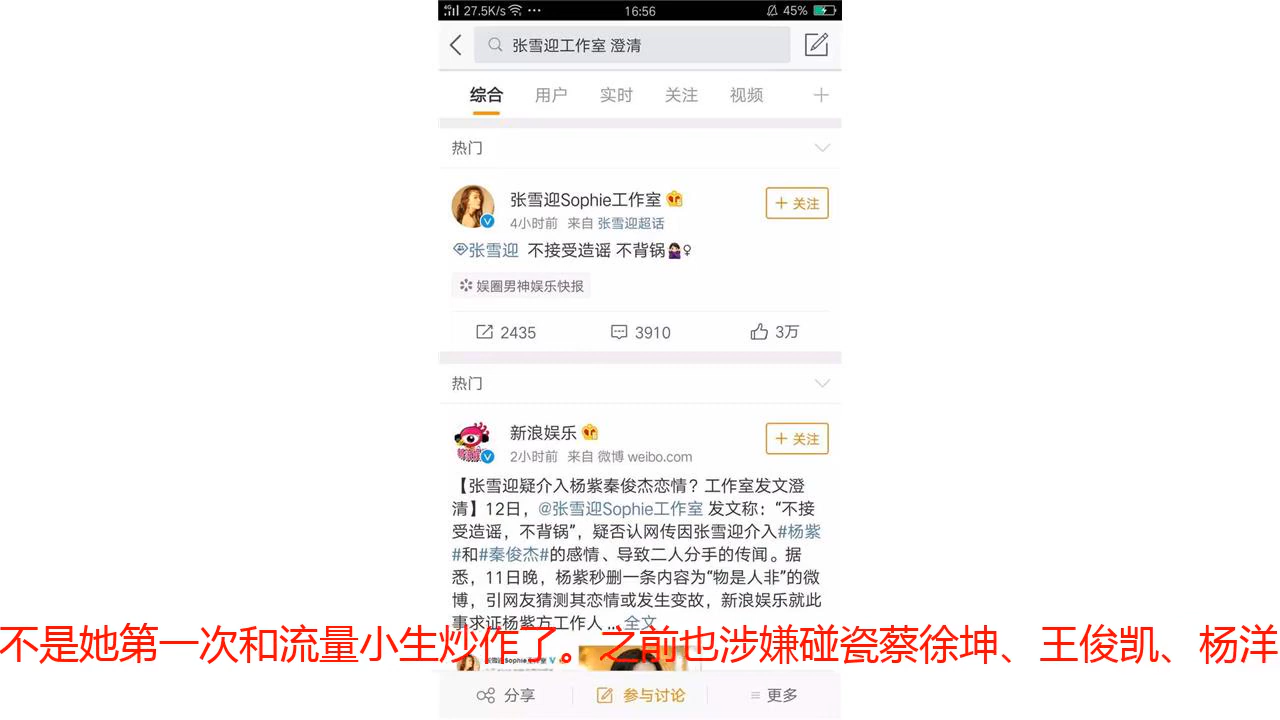 4G 27.5K/s 16:56 45%
张雪迎工作室 澄清
综合 用户 实时 关注 视频
热门
张雪迎Sophie工作室
关注
4小时前 来自 张雪迎超话
张雪迎 不接受造谣 不背锅
娱圈男神娱乐快报
2435 3910 3万
热门
新浪娱乐
关注
2小时前 来自 微博 weibo.com
【张雪迎疑介入杨紫秦俊杰恋情？工作室发文澄
清】12日，@张雪迎Sophie工作室 发文称：“不接
受造谣，不背锅”，疑否认网传因张雪迎介入#杨紫
#和#秦俊杰#的感情、导致二人分手的传闻。据
悉，11日晚，杨紫秒删一条内容为“物是人非”的微
博，引网友猜测其恋情或发生变故，新浪娱乐就此
事求证杨紫方工作人 ... 全文
不是她第一次和流量小生炒作了。之前也涉嫌碰瓷蔡徐坤、王俊凯、杨洋
张雪迎Sophie工作室
分享 参与讨论 更多